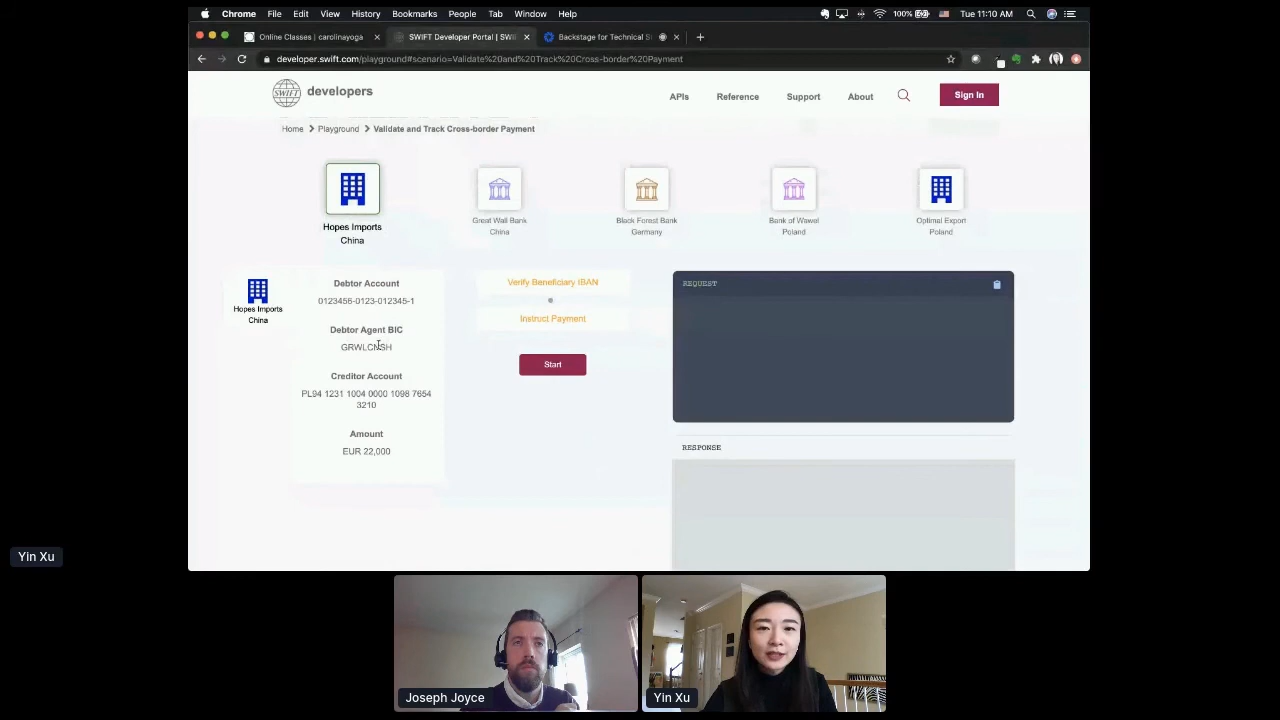 Chrome File Edit View History Bookmarks People Tab Window Help 100% Tue 11:10 AM
Online Classes | carolinayoga SWIFT Developer Portal | SWI Backstage for Technical S
developer.swift.com/playground#scenario=Validate%20and%20Track%20Cross-border%20Payment
SWIFT developers APIs Reference Support About Sign In
Home Playground Validate and Track Cross-border Payment
Hopes Imports
China
Great Wall Bank
China
Black Forest Bank
Germany
Bank of Wawel
Poland
Optimal Export
Poland
Hopes Imports
China
Debtor Account
0123456-0123-012345-1
Debtor Agent BIC
GRWLCNSH
Creditor Account
PL94 1231 1004 0000 1098 7654
3210
Amount
EUR 22,000
Verify Beneficiary IBAN
Instruct Payment
Start
REQUEST
RESPONSE
Yin Xu
Joseph Joyce
Yin Xu